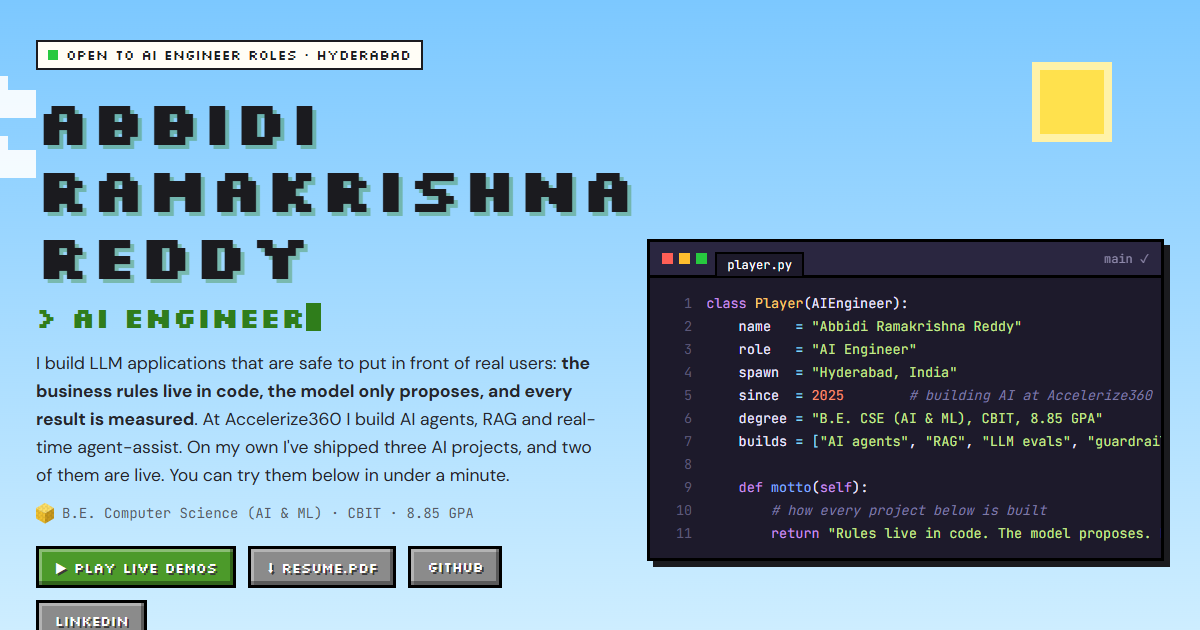 OPEN TO AI ENGINEER ROLES · HYDERABAD
ABBIDI
RAMAKRISHNA
REDDY
> AI ENGINEER
I build LLM applications that are safe to put in front of real users: the
business rules live in code, the model only proposes, and every
result is measured. At Accelerize360 I build AI agents, RAG and real-
time agent-assist. On my own I've shipped three AI projects, and two
of them are live. You can try them below in under a minute.
B.E. Computer Science (AI & ML) · CBIT · 8.85 GPA
▶ PLAY LIVE DEMOS
⬇ RESUME.PDF
GITHUB
LINKEDIN
player.py
main ✓
1 class Player(AIEngineer):
2 name = "Abbidi Ramakrishna Reddy"
3 role = "AI Engineer"
4 spawn = "Hyderabad, India"
5 since = 2025 # building AI at Accelerize360
6 degree = "B.E. CSE (AI & ML), CBIT, 8.85 GPA"
7 builds = ["AI agents", "RAG", "LLM evals", "guardrai
8
9 def motto(self):
10 # how every project below is built
11 return "Rules live in code. The model proposes.